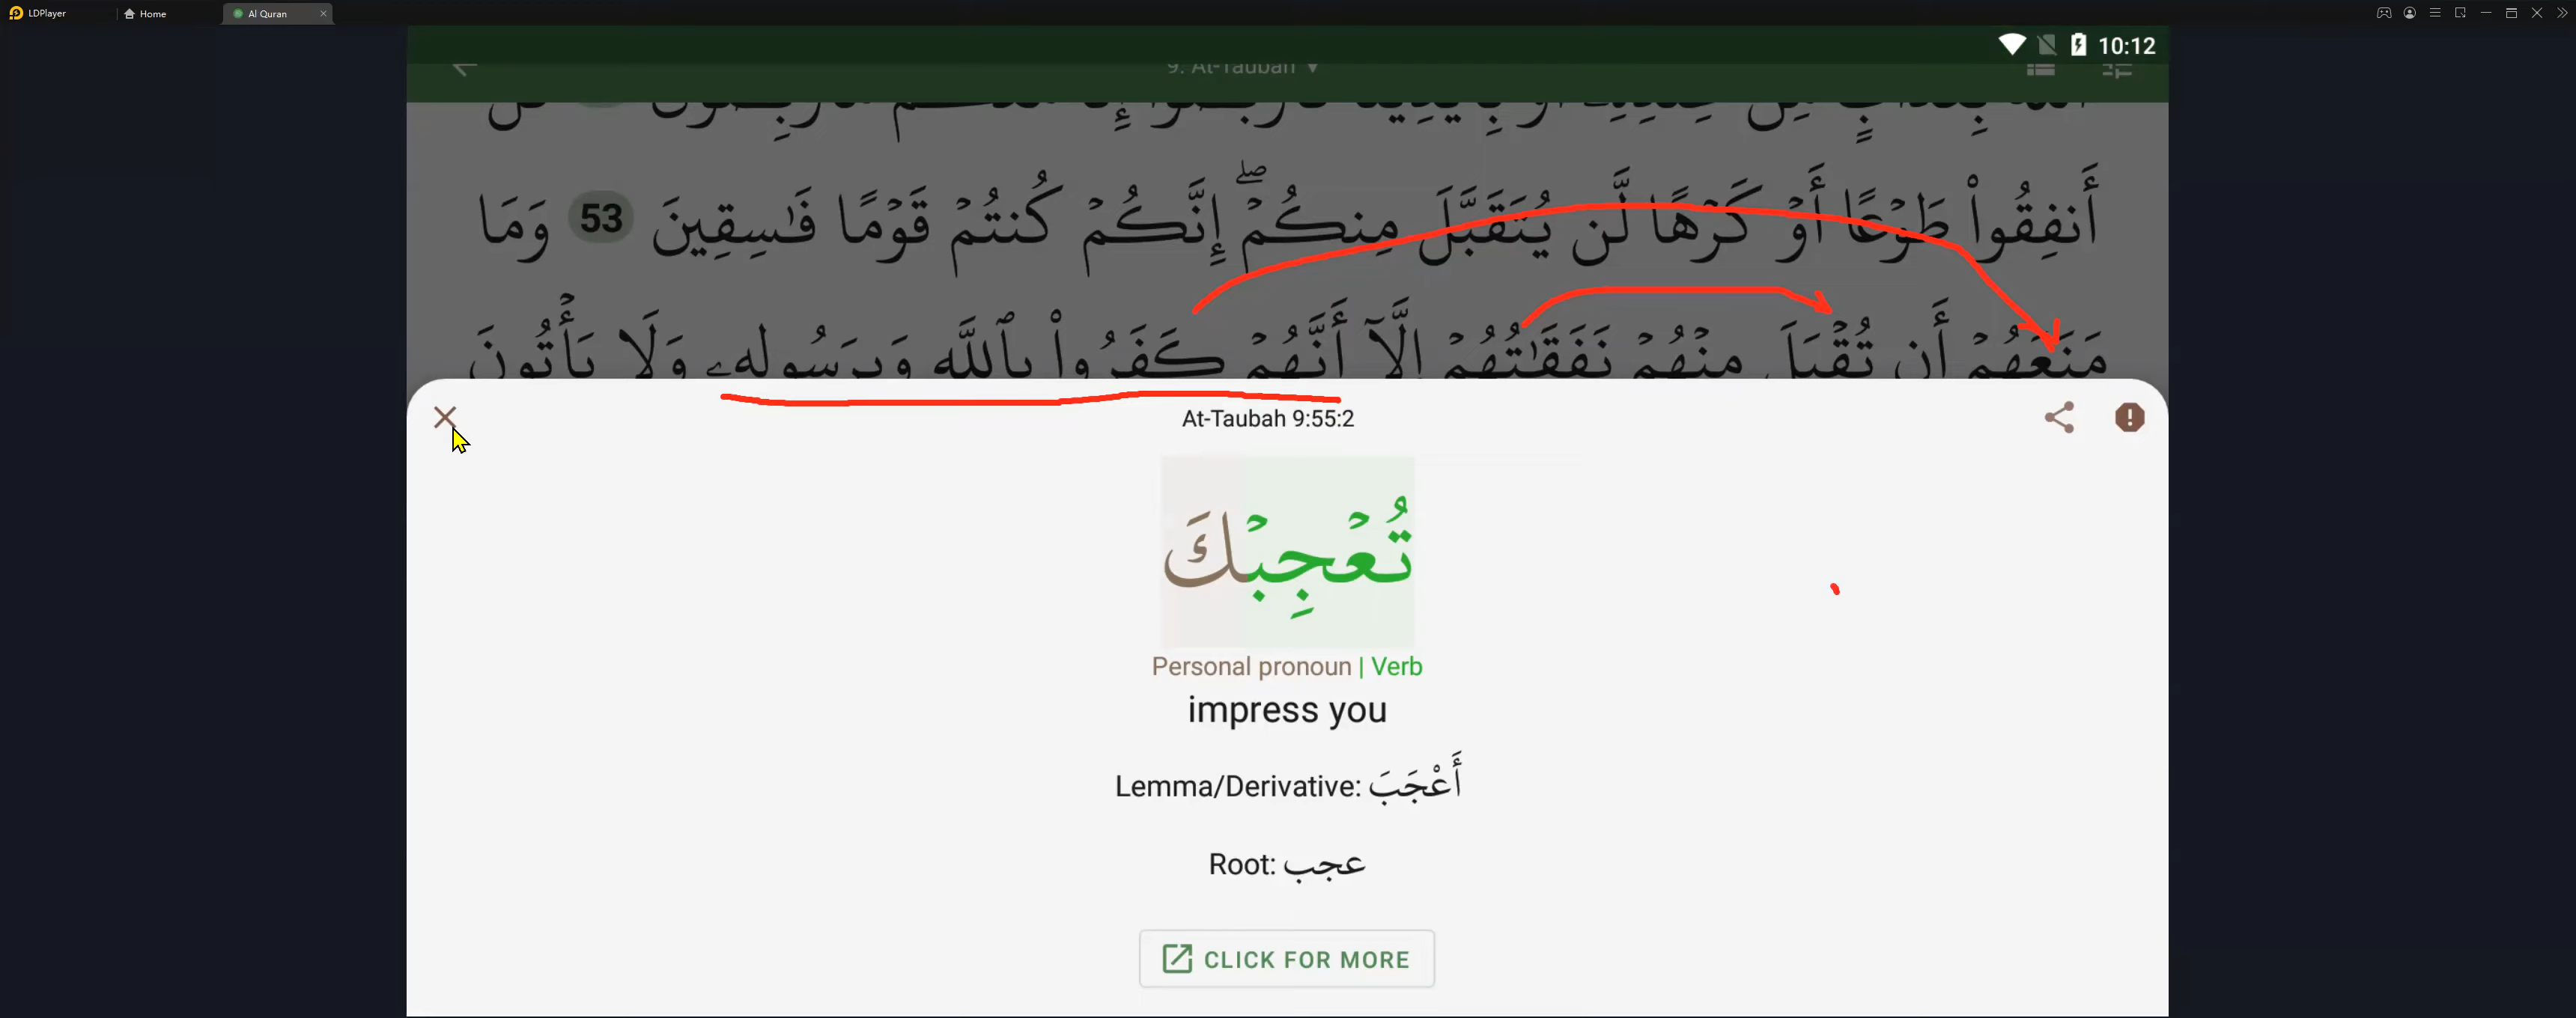 LDPlayer
Home
Al Quran
10:12
9. At-Taubah ▼
أَنفِقُوا۟ طَوْعًا أَوْ كَرْهًا لَّن يُتَقَبَّلَ مِنكُمْ ۖ إِنَّكُمْ كُنتُمْ قَوْمًا فَـٰسِقِينَ 53 وَمَا
مَنَعَهُمْ أَن تُقْبَلَ مِنْهُمْ نَفَقَـٰتُهُمْ إِلَّآ أَنَّهُمْ كَفَرُوا۟ بِٱللَّهِ وَبِرَسُولِهِۦ وَلَا يَأْتُونَ
At-Taubah 9:55:2
تُعْجِبْكَ
Personal pronoun | Verb
impress you
Lemma/Derivative: أَعْجَبَ
Root: عجب
CLICK FOR MORE